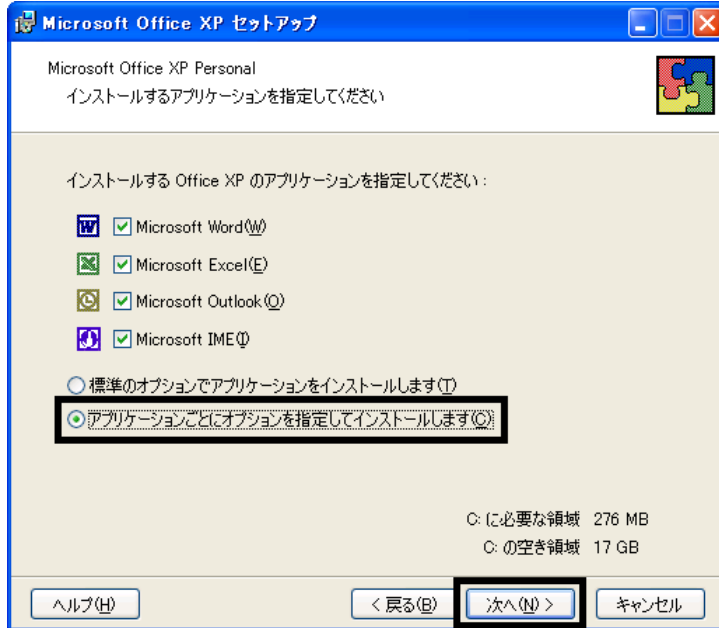 Microsoft Office XP セットアップ
Microsoft Office XP Personal
インストールするアプリケーションを指定してください
インストールする Office XP のアプリケーションを指定してください:
Microsoft Word(W)
Microsoft Excel(E)
Microsoft Outlook(O)
Microsoft IME(I)
標準のオプションでアプリケーションをインストールします(T)
アプリケーションごとにオプションを指定してインストールします(C)
C: に必要な領域 276 MB
C: の空き領域 17 GB
ヘルプ(H) < 戻る(B) 次へ(N) > キャンセル